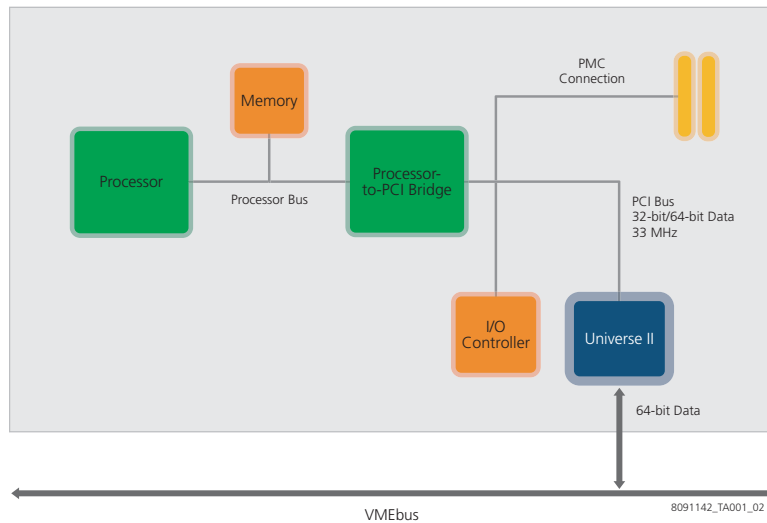 PMC
Connection
Memory
Processor
Processor-
to-PCI Bridge
Processor Bus
PCI Bus
32-bit/64-bit Data
33 MHz
I/O
Controller
Universe II
64-bit Data
8091142_TA001_02
VMEbus